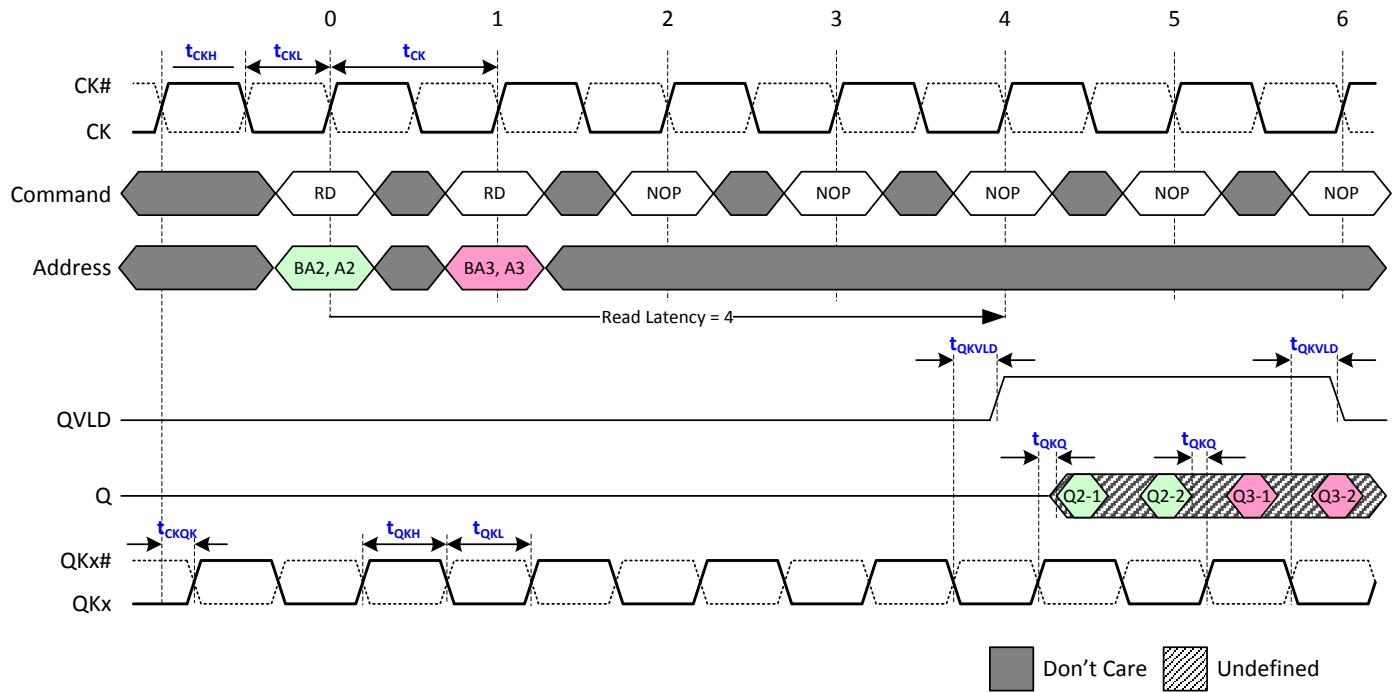 0 1 2 3 4 5 6
tCKH tCKL tCK
CK#
CK
Command RD RD NOP NOP NOP NOP NOP
Address BA2, A2 BA3, A3
Read Latency = 4
tQKVLD tQKVLD
QVLD
tQKQ tQKQ
Q Q2-1 Q2-2 Q3-1 Q3-2
tCKQK tQKH tQKL
QKx#
QKx
Don't Care Undefined